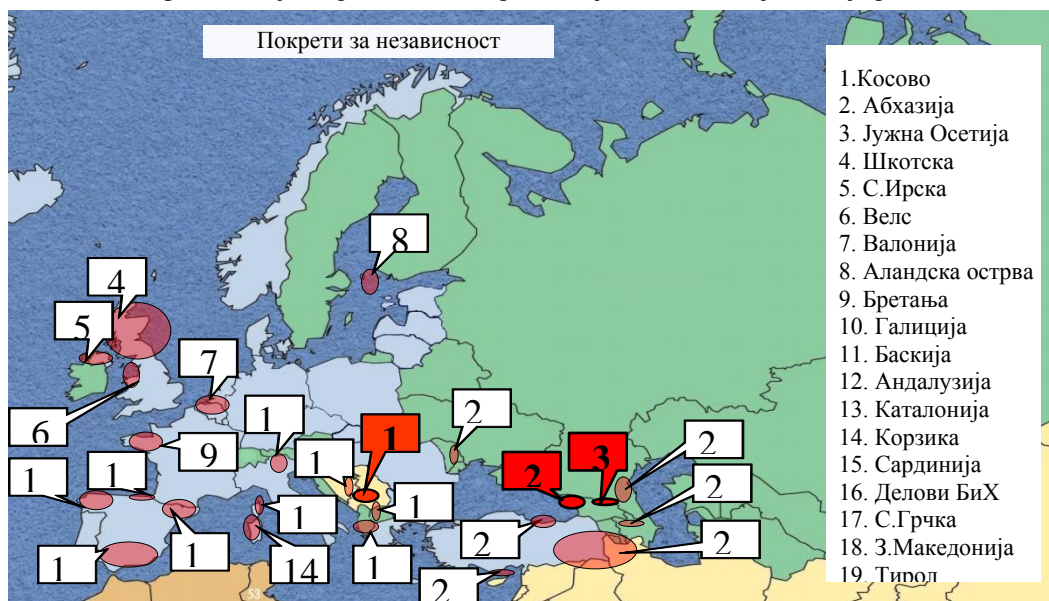 Покрети за независност
8
4
5
7
6
9
1
1
1
2
2
3
2
1
1
1
1
2
1
1
14
1
2
2
2
53
1.Косово
2. Абхазија
3. Јужна Осетија
4. Шкотска
5. С.Ирска
6. Велс
7. Валонија
8. Аландска острва
9. Бретања
10. Галиција
11. Баскија
12. Андалузија
13. Каталонија
14. Корзика
15. Сардинија
16. Делови БиХ
17. С.Грчка
18. З.Македонија
19. Тирол